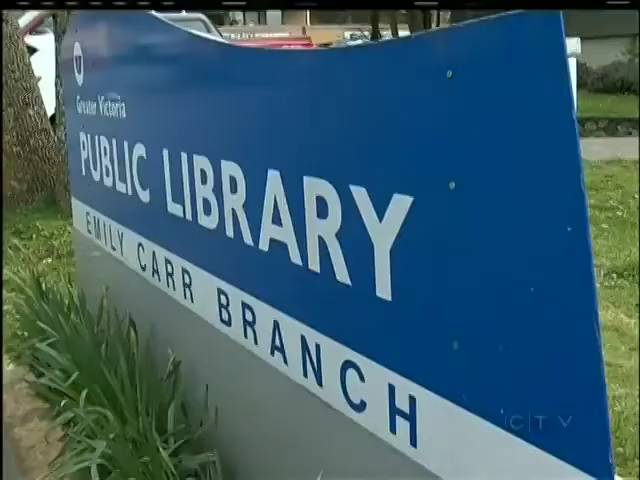 Greater Victoria
PUBLIC LIBRARY
EMILY CARR BRANCH
CTV